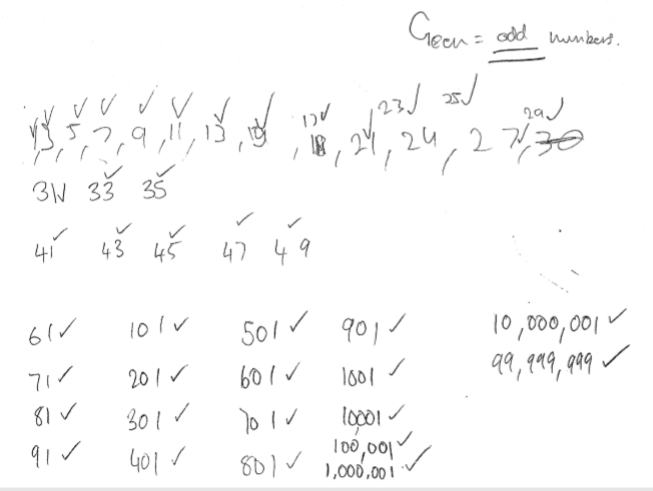 Green = odd numbers.
17✓ 23✓ 25✓ 29✓
1✓, 3✓, 5✓, 7✓, 9✓, 11✓, 13✓, 19✓, 18, 21✓, 24, 27✓, 30
31✓ 33✓ 35✓
41✓ 43✓ 45✓ 47✓ 49✓
61✓ 101✓ 501✓ 901✓ 10,000,001✓
71✓ 201✓ 601✓ 1001✓ 99,999,999✓
81✓ 301✓ 701✓ 10001✓
91✓ 401✓ 801✓ 100,001✓
1,000,001✓